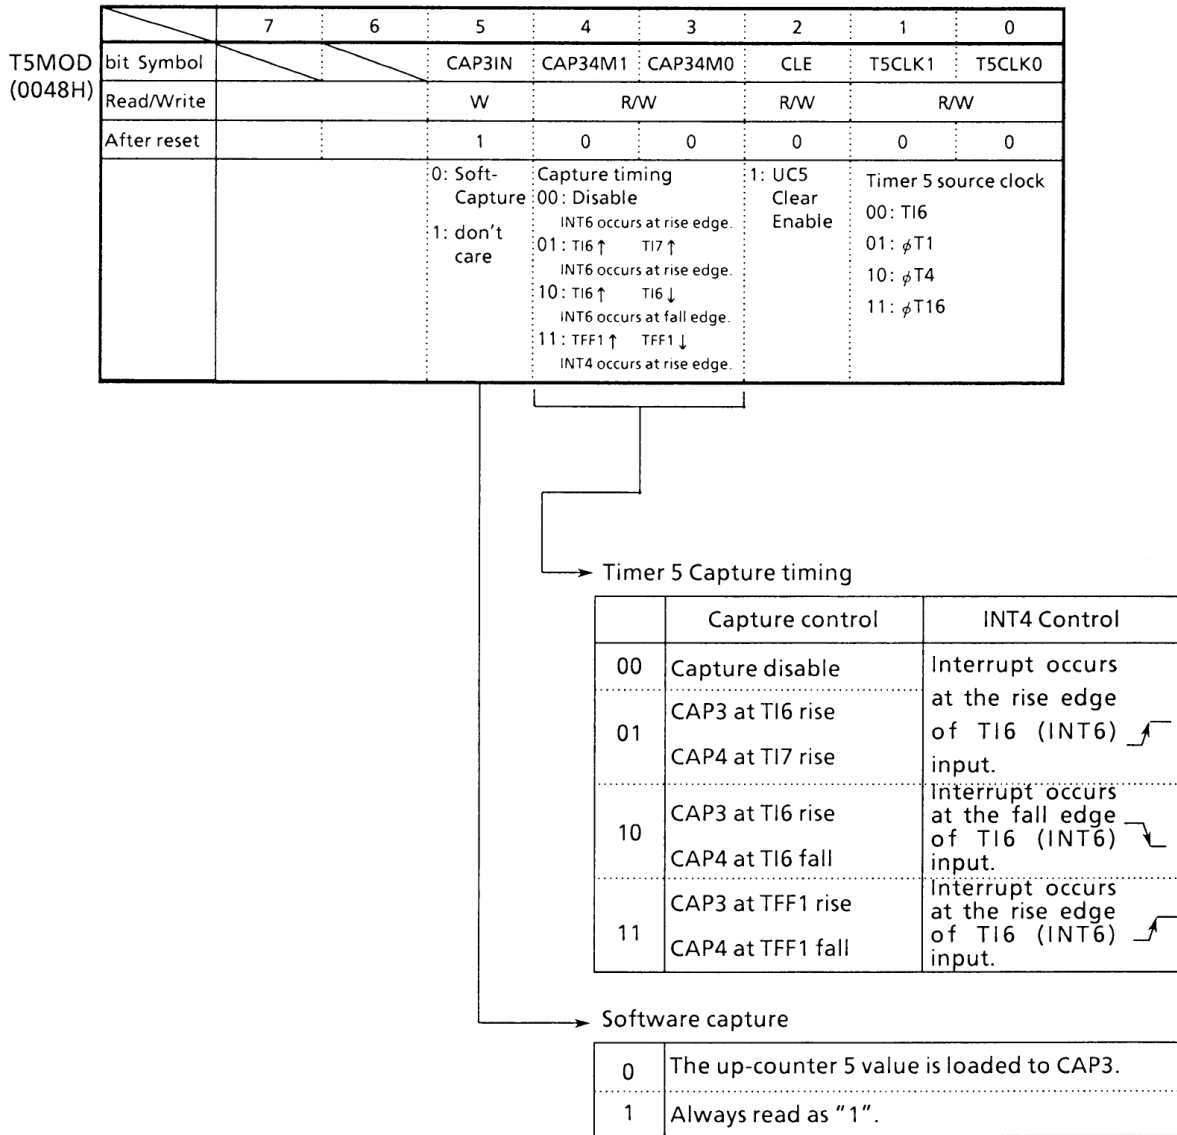 7 6 5 4 3 2 1 0
T5MOD (0048H)
bit Symbol CAP3IN CAP34M1 CAP34M0 CLE T5CLK1 T5CLK0
Read/Write W R/W R/W R/W
After reset 1 0 0 0 0 0
0: Soft-
Capture
1: don't
care
Capture timing
00: Disable
INT6 occurs at rise edge.
01: TI6↑ TI7↑
INT6 occurs at rise edge.
10: TI6↑ TI6↓
INT6 occurs at fall edge.
11: TFF1↑ TFF1↓
INT4 occurs at rise edge.
1: UC5
Clear
Enable
Timer 5 source clock
00: TI6
01: ϕT1
10: ϕT4
11: ϕT16
Timer 5 Capture timing
Capture control INT4 Control
00 Capture disable
01 CAP3 at TI6 rise
CAP4 at TI7 rise
Interrupt occurs
at the rise edge
of TI6 (INT6)
input.
10 CAP3 at TI6 rise
CAP4 at TI6 fall
Interrupt occurs
at the fall edge
of TI6 (INT6)
input.
11 CAP3 at TFF1 rise
CAP4 at TFF1 fall
Interrupt occurs
at the rise edge
of TI6 (INT6)
input.
Software capture
0 The up-counter 5 value is loaded to CAP3.
1 Always read as "1".